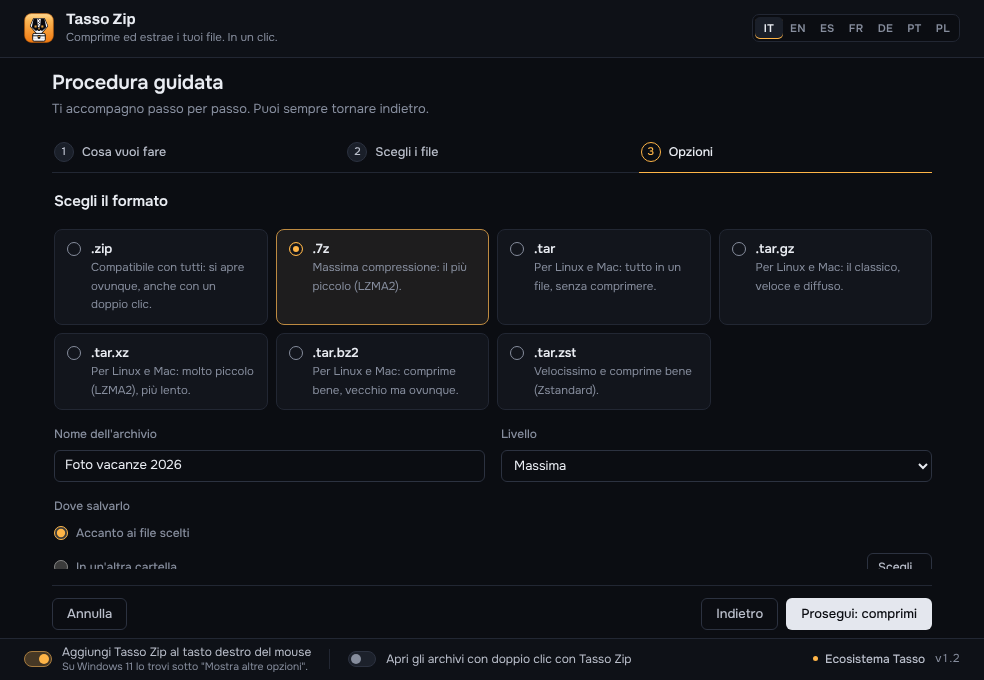 Tasso Zip
Comprime ed estrae i tuoi file. In un clic.
IT EN ES FR DE PT PL
Procedura guidata
Ti accompagno passo per passo. Puoi sempre tornare indietro.
1 Cosa vuoi fare
2 Scegli i file
3 Opzioni
Scegli il formato
.zip
Compatibile con tutti: si apre
ovunque, anche con un
doppio clic.
.7z
Massima compressione: il più
piccolo (LZMA2).
.tar
Per Linux e Mac: tutto in un
file, senza comprimere.
.tar.gz
Per Linux e Mac: il classico,
veloce e diffuso.
.tar.xz
Per Linux e Mac: molto piccolo
(LZMA2), più lento.
.tar.bz2
Per Linux e Mac: comprime
bene, vecchio ma ovunque.
.tar.zst
Velocissimo e comprime bene
(Zstandard).
Nome dell'archivio
Foto vacanze 2026
Livello
Massima
Dove salvarlo
Accanto ai file scelti
In un'altra cartella
Scegli...
Annulla
Indietro
Prosegui: comprimi
Aggiungi Tasso Zip al tasto destro del mouse
Su Windows 11 lo trovi sotto "Mostra altre opzioni".
Apri gli archivi con doppio clic con Tasso Zip
Ecosistema Tasso v1.2